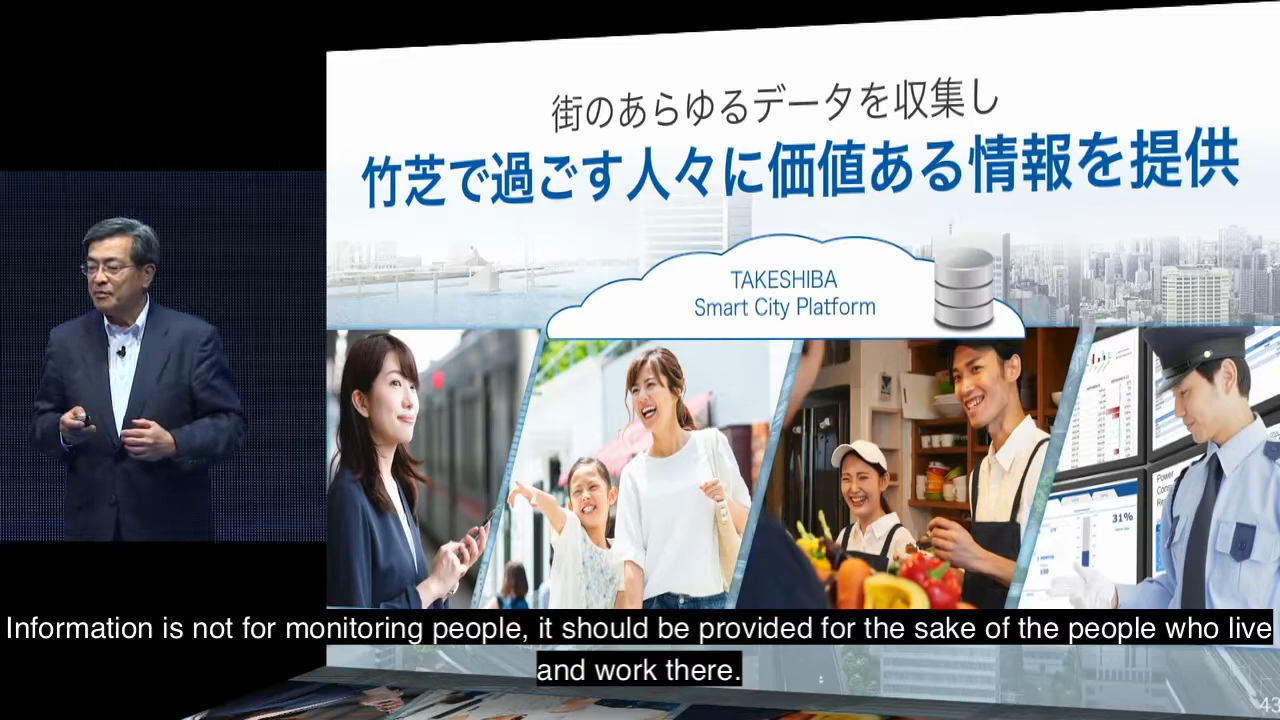 街のあらゆるデータを収集し
竹芝で過ごす人々に価値ある情報を提供
TAKESHIBA
Smart City Platform
31%
Information is not for monitoring people, it should be provided for the sake of the people who live
and work there.
43